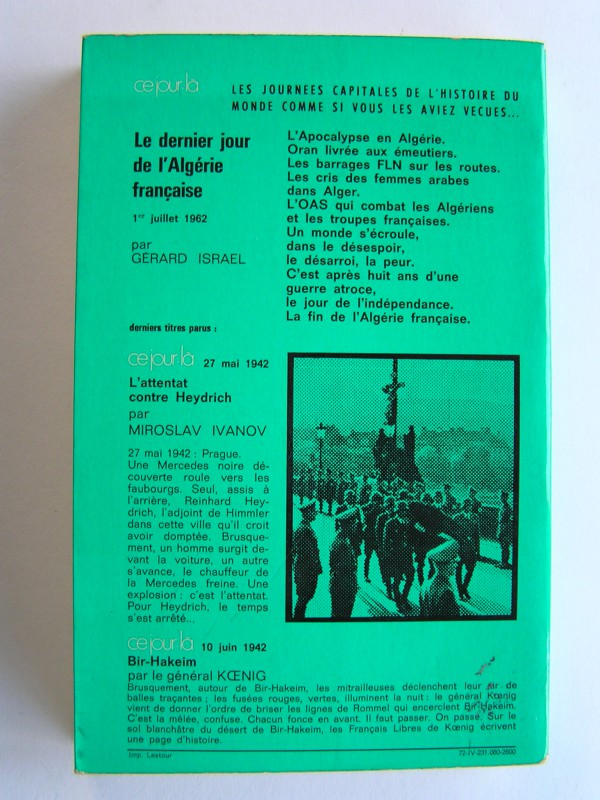 ce jour-là
LES JOURNEES CAPITALES DE L'HISTOIRE DU
MONDE COMME SI VOUS LES AVIEZ VECUES...
Le dernier jour
de l'Algérie
française
1er juillet 1962
par
GERARD ISRAEL
L'Apocalypse en Algérie.
Oran livrée aux émeutiers.
Les barrages FLN sur les routes.
Les cris des femmes arabes
dans Alger.
L'OAS qui combat les Algériens
et les troupes françaises.
Un monde s'écroule,
dans le désespoir,
le désarroi, la peur.
C'est après huit ans d'une
guerre atroce,
le jour de l'indépendance.
La fin de l'Algérie française.
derniers titres parus :
ce jour-là 27 mai 1942
L'attentat
contre Heydrich
par
MIROSLAV IVANOV
27 mai 1942 : Prague.
Une Mercedes noire dé-
couverte roule vers les
faubourgs. Seul, assis à
l'arrière, Reinhard Hey-
drich, l'adjoint de Himmler
dans cette ville qu'il croit
avoir domptée. Brusque-
ment, un homme surgit de-
vant la voiture, un autre
s'avance, le chauffeur de
la Mercedes freine. Une
explosion : c'est l'attentat.
Pour Heydrich, le temps
s'est arrêté...
ce jour-là 10 juin 1942
Bir-Hakeim
par le général KŒNIG
Brusquement, autour de Bir-Hakeim, les mitrailleuses déclenchent leur tir de
balles traçantes ; les fusées rouges, vertes, illuminent la nuit : le général Kœnig
vient de donner l'ordre de briser les lignes de Rommel qui encerclent Bir-Hakeim.
C'est la mêlée, confuse. Chacun fonce en avant. Il faut passer. On passe. Sur le
sol blanchâtre du désert de Bir-Hakeim, les Français Libres de Kœnig écrivent
une page d'histoire.
Imp. Lestour
72-IV-231.060-2600